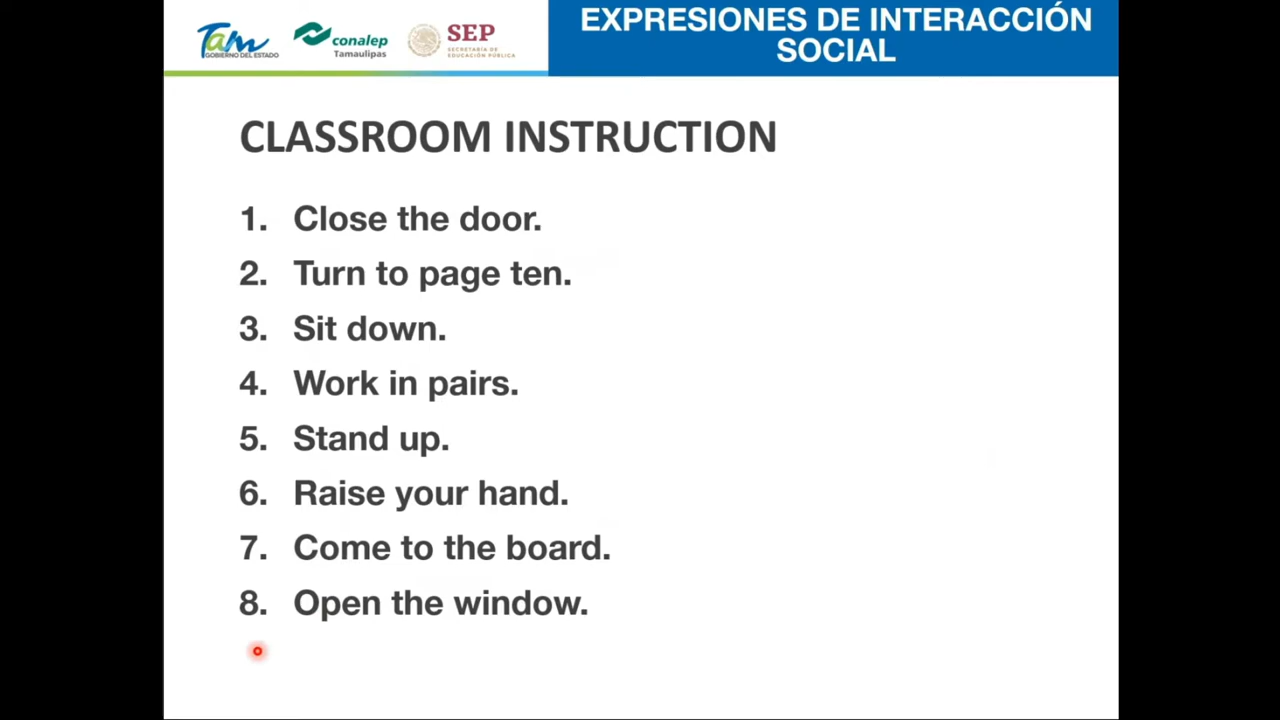 Tam
GOBIERNO DEL ESTADO
conalep
Tamaulipas
SEP
SECRETARÍA DE
EDUCACIÓN PÚBLICA
EXPRESIONES DE INTERACCIÓN
SOCIAL
CLASSROOM INSTRUCTION
1. Close the door.
2. Turn to page ten.
3. Sit down.
4. Work in pairs.
5. Stand up.
6. Raise your hand.
7. Come to the board.
8. Open the window.